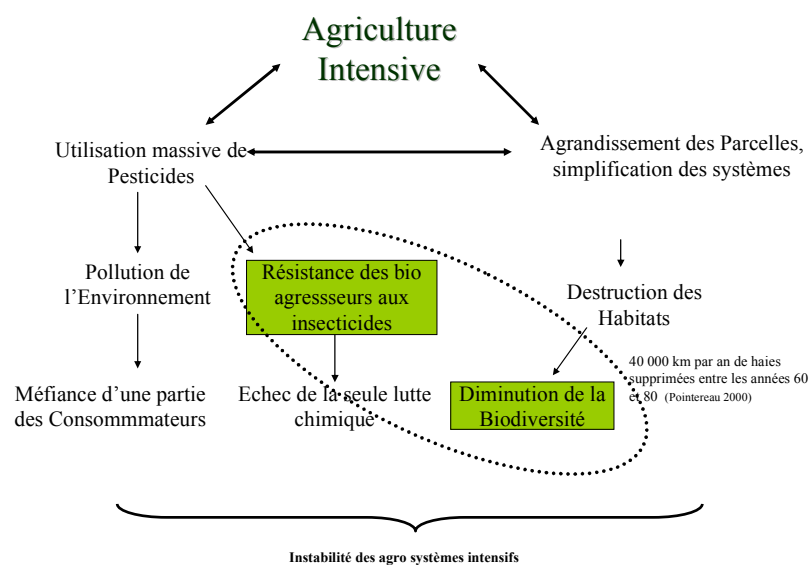 Agriculture
Intensive
Utilisation massive de
Pesticides
Agrandissement des Parcelles,
simplification des systèmes
Pollution de
l'Environnement
Résistance des bio
agressseurs aux
insecticides
Destruction des
Habitats
40 000 km par an de haies
supprimées entre les années 60
et 80 (Pointereau 2000)
Méfiance d'une partie
des Consommmateurs
Echec de la seule lutte
chimique
Diminution de la
Biodiversité
Instabilité des agro systèmes intensifs